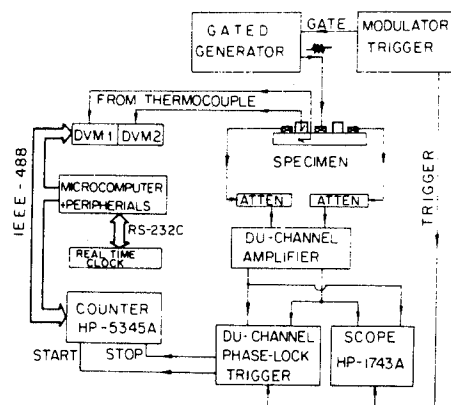 GATED
GENERATOR
GATE
MODULATOR
TRIGGER
FROM THERMOCOUPLE
DVM1
DVM2
SPECIMEN
IEEE-488
MICROCOMPUTER
+PERIPHERIALS
ATTEN
ATTEN
TRIGGER
RS-232C
REAL TIME
CLOCK
DU-CHANNEL
AMPLIFIER
COUNTER
HP-5345A
START
STOP
DU-CHANNEL
PHASE-LOCK
TRIGGER
SCOPE
HP-1743A